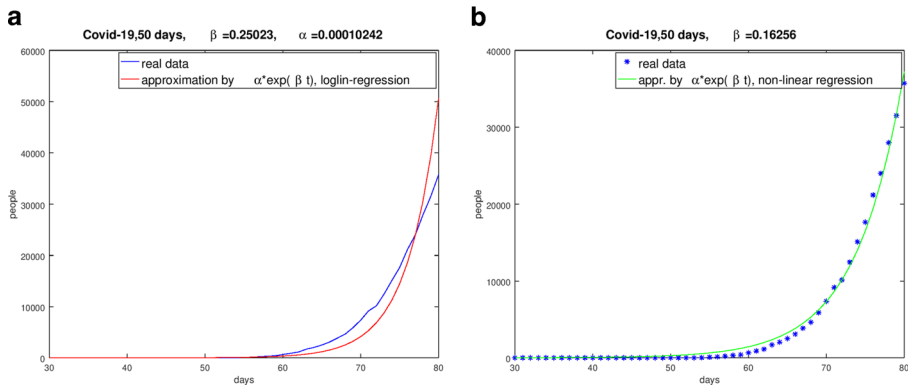 a
Covid-19,50 days, β =0.25023, α =0.00010242
60000
real data
approximation by α*exp( β t), loglin-regression
50000
40000
people
30000
20000
10000
0
30 40 50 60 70 80
days
b
Covid-19,50 days, β =0.16256
40000
real data
appr. by α*exp( β t), non-linear regression
30000
people
20000
10000
0
30 40 50 60 70 80
days